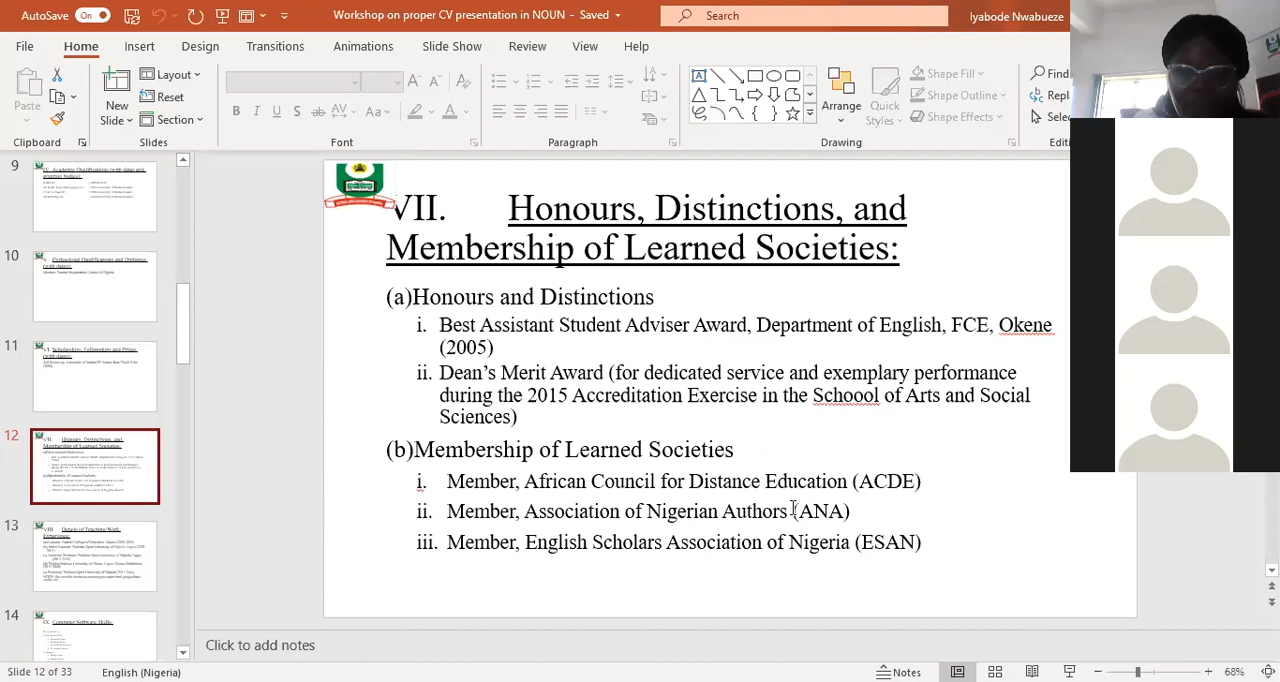 AutoSave On Workshop on proper CV presentation in NOUN - Saved Search Iyabode Nwabueze
File Home Insert Design Transitions Animations Slide Show Review View Help
Paste New Slide Layout Reset Section
B I U S ab AV Aa A A A A
Arrange Quick Styles Shape Fill Shape Outline Shape Effects
Find
Repl
Selec
Clipboard Slides Font Paragraph Drawing Editi
9
10
11
12
13
14
VII. Honours, Distinctions, and
Membership of Learned Societies:
(a)Honours and Distinctions
i. Best Assistant Student Adviser Award, Department of English, FCE, Okene
(2005)
ii. Dean’s Merit Award (for dedicated service and exemplary performance
during the 2015 Accreditation Exercise in the Schoool of Arts and Social
Sciences)
(b)Membership of Learned Societies
i. Member, African Council for Distance Education (ACDE)
ii. Member, Association of Nigerian Authors (ANA)
iii. Member, English Scholars Association of Nigeria (ESAN)
Click to add notes
Slide 12 of 33 English (Nigeria) Notes 68%